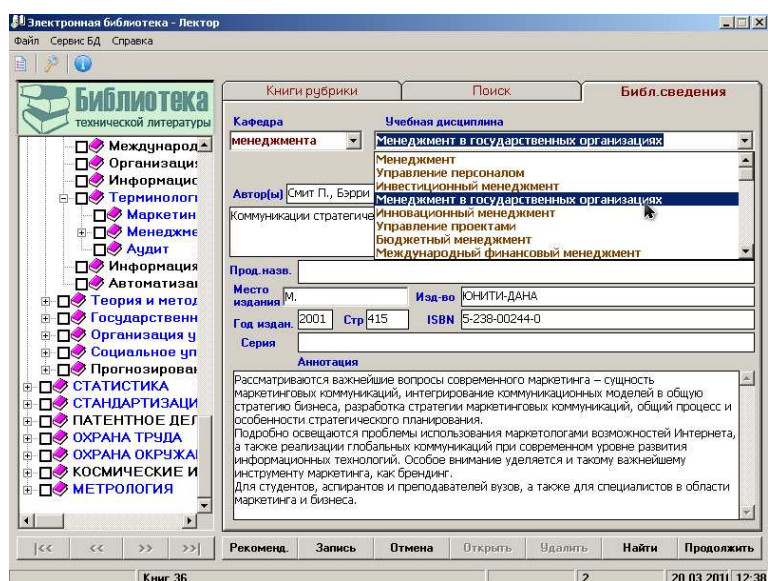 Электронная библиотека - Лектор
Файл Сервис БД Справка
Библиотека
технической литературы
Международ
Организаци
Информацис
Терминологи
Маркетин
Менеджме
Аудит
Информация
Автоматиза
Теория и метод
Государственн
Организация у
Социальное уп
Прогнозирован
СТАТИСТИКА
СТАНДАРТИЗАЦИ
ПАТЕНТНОЕ ДЕЛ
ОХРАНА ТРУДА
ОХРАНА ОКРУЖА
КОСМИЧЕСКИЕ И
МЕТРОЛОГИЯ
|<< << >> >>|
Книги рубрики Поиск Библ.сведения
Кафедра Учебная дисциплина
менеджмента Менеджмент в государственных организациях
Менеджмент
Управление персоналом
Инвестиционный менеджмент
Менеджмент в государственных организациях
Инновационный менеджмент
Управление проектами
Бюджетный менеджмент
Международный финансовый менеджмент
Автор(ы) Смит П., Бэрри
Коммуникации стратегиче
Прод.назв.
Место издания М. Изд-во ЮНИТИ-ДАНА
Год издан. 2001 Стр 415 ISBN 5-238-00244-0
Серия
Аннотация
Рассматриваются важнейшие вопросы современного маркетинга – сущность
маркетинговых коммуникаций, интегрирование коммуникационных моделей в общую
стратегию бизнеса, разработка стратегии маркетинговых коммуникаций, общий процесс и
особенности стратегического планирования.
Подробно освещаются проблемы использования маркетологами возможностей Интернета,
а также реализации глобальных коммуникаций при современном уровне развития
информационных технологий. Особое внимание уделяется и такому важнейшему
инструменту маркетинга, как брендинг.
Для студентов, аспирантов и преподавателей вузов, а также для специалистов в области
маркетинга и бизнеса.
Рекоменд. Запись Отмена Открыть Удалить Найти Продолжить
Книг 36 2 20.03.201 12:38